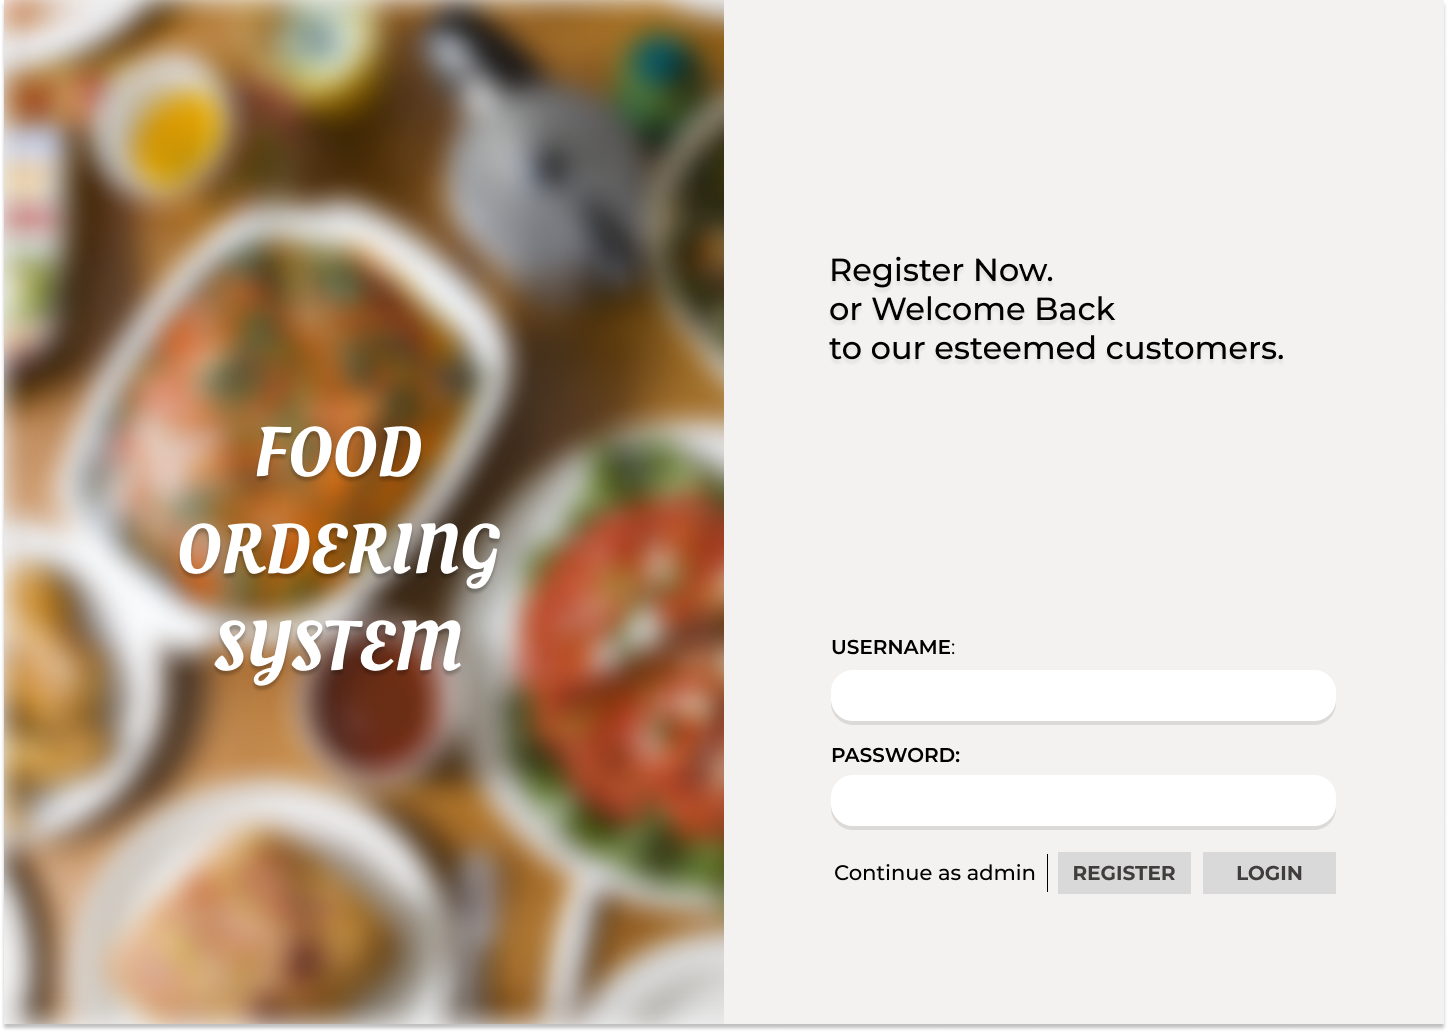 FOOD
ORDERING
SYSTEM
Register Now.
or Welcome Back
to our esteemed customers.
USERNAME:
PASSWORD:
Continue as admin
REGISTER
LOGIN